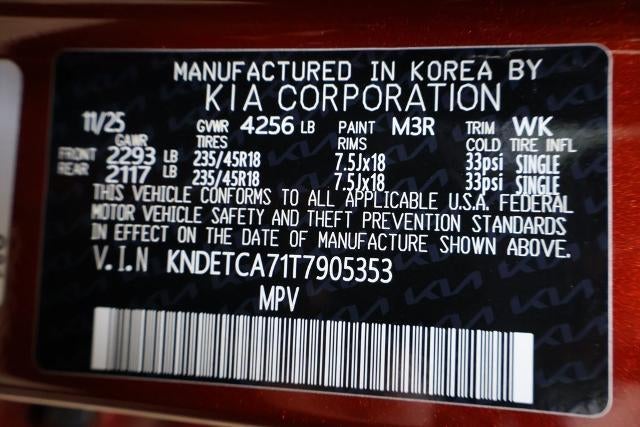 MANUFACTURED IN KOREA BY
KIA CORPORATION
11/25 GVWR 4256 LB PAINT M3R TRIM WK
GAWR TIRES RIMS COLD TIRE INFL
FRONT 2293 LB 235/45R18 7.5Jx18 33psi SINGLE
REAR 2117 LB 235/45R18 7.5Jx18 33psi SINGLE
THIS VEHICLE CONFORMS TO ALL APPLICABLE U.S.A. FEDERAL
MOTOR VEHICLE SAFETY AND THEFT PREVENTION STANDARDS
IN EFFECT ON THE DATE OF MANUFACTURE SHOWN ABOVE.
V.I.N KNDETCA71T7905353
MPV